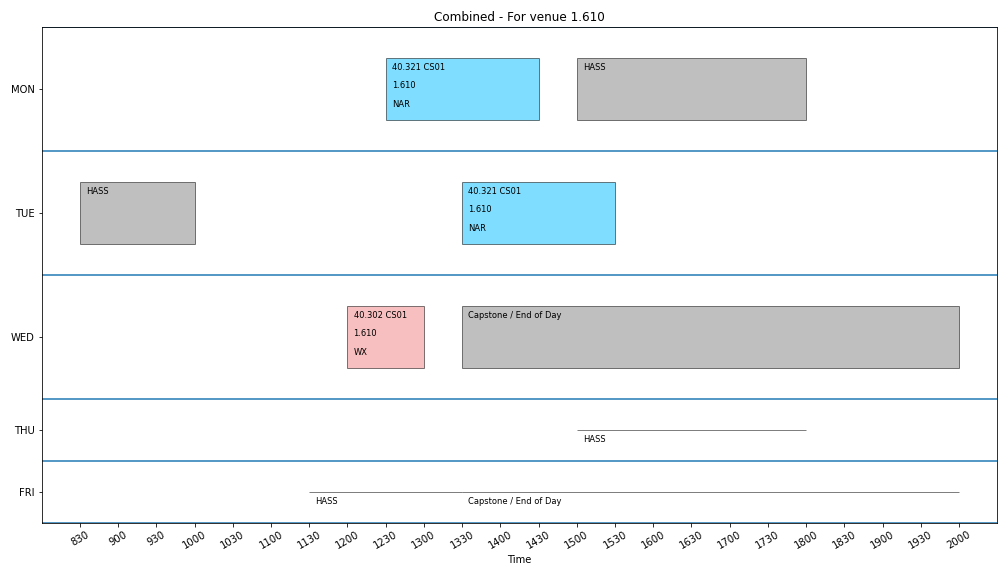 Combined - For venue 1.610
MON
40.321 CS01
1.610
NAR
HASS
TUE
HASS
40.321 CS01
1.610
NAR
WED
40.302 CS01
1.610
WX
Capstone / End of Day
THU
HASS
FRI
HASS
Capstone / End of Day
830 900 930 1000 1030 1100 1130 1200 1230 1300 1330 1400 1430 1500 1530 1600 1630 1700 1730 1800 1830 1900 1930 2000
Time